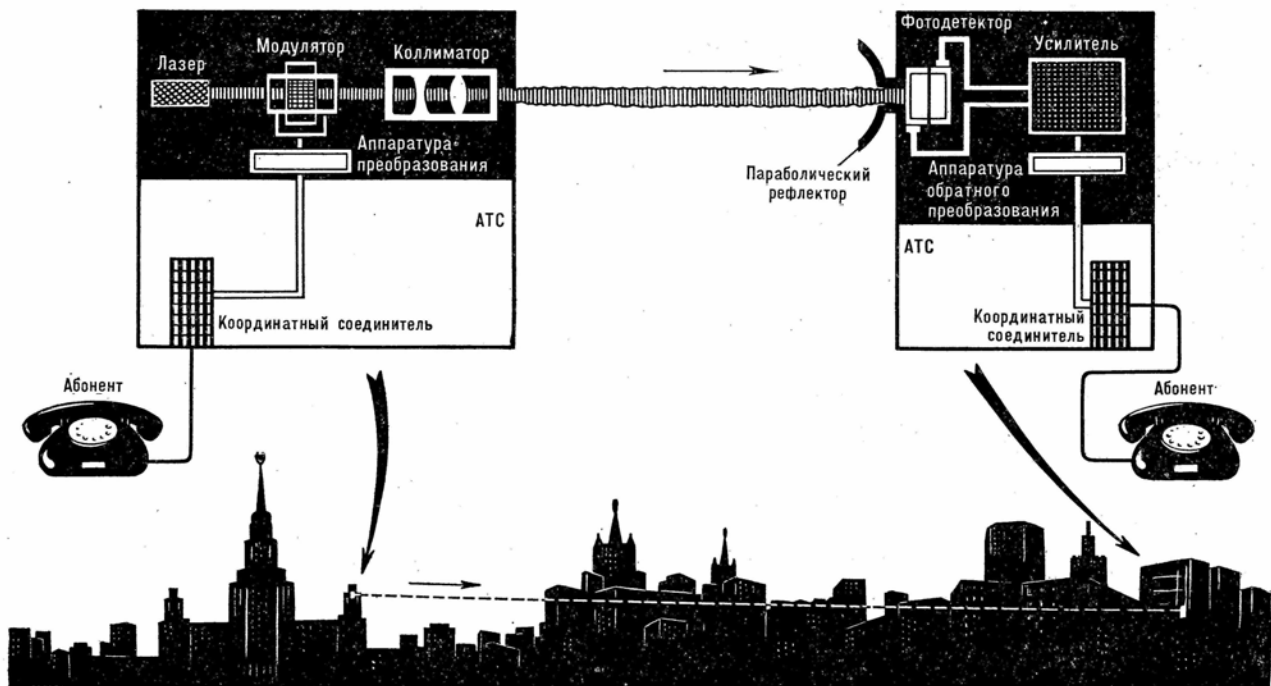 Лазер
Модулятор
Коллиматор
Аппаратура
преобразования
АТС
Координатный соединитель
Абонент
Параболический
рефлектор
Фотодетектор
Усилитель
Аппаратура
обратного
преобразования
АТС
Координатный
соединитель
Абонент